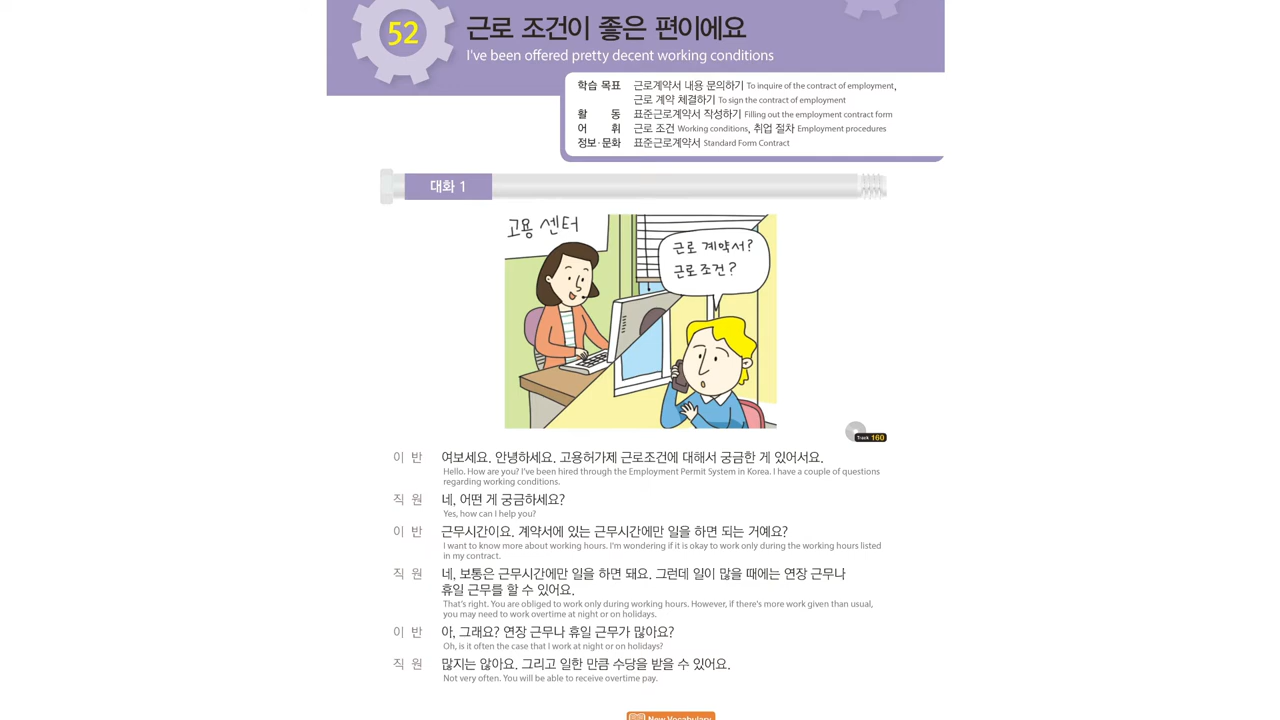 52
근로 조건이 좋은 편이에요
I've been offered pretty decent working conditions
학습 목표 근로계약서 내용 문의하기 To inquire of the contract of employment,
근로 계약 체결하기 To sign the contract of employment
활 동 표준근로계약서 작성하기 Filling out the employment contract form
어 휘 근로 조건 Working conditions, 취업 절차 Employment procedures
정보·문화 표준근로계약서 Standard Form Contract
대화 1
고용 센터
근로 계약서?
근로 조건?
Track 160
이 반 여보세요. 안녕하세요. 고용허가제 근로조건에 대해서 궁금한 게 있어서요.
Hello. How are you? I've been hired through the Employment Permit System in Korea. I have a couple of questions
regarding working conditions.
직 원 네, 어떤 게 궁금하세요?
Yes, how can I help you?
이 반 근무시간이요. 계약서에 있는 근무시간에만 일을 하면 되는 거예요?
I want to know more about working hours. I'm wondering if it is okay to work only during the working hours listed
in my contract.
직 원 네, 보통은 근무시간에만 일을 하면 돼요. 그런데 일이 많을 때에는 연장 근무나
휴일 근무를 할 수 있어요.
That's right. You are obliged to work only during working hours. However, if there's more work given than usual,
you may need to work overtime at night or on holidays.
이 반 아, 그래요? 연장 근무나 휴일 근무가 많아요?
Oh, is it often the case that I work at night or on holidays?
직 원 많지는 않아요. 그리고 일한 만큼 수당을 받을 수 있어요.
Not very often. You will be able to receive overtime pay.
New Vocabulary